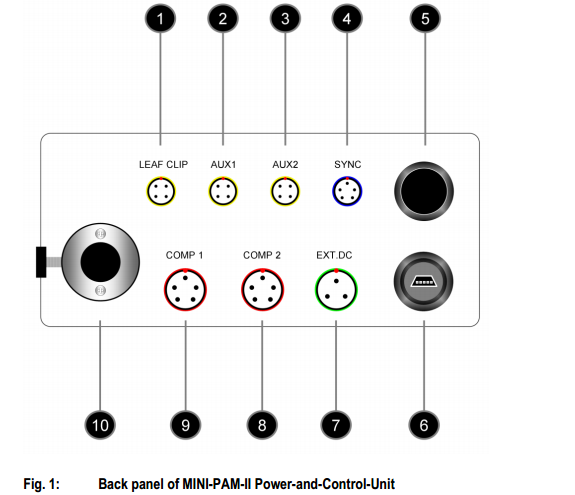 1 2 3 4 5
LEAF CLIP AUX1 AUX2 SYNC
COMP 1 COMP 2 EXT.DC
10 9 8 7 6
Fig. 1: Back panel of MINI-PAM-II Power-and-Control-Unit